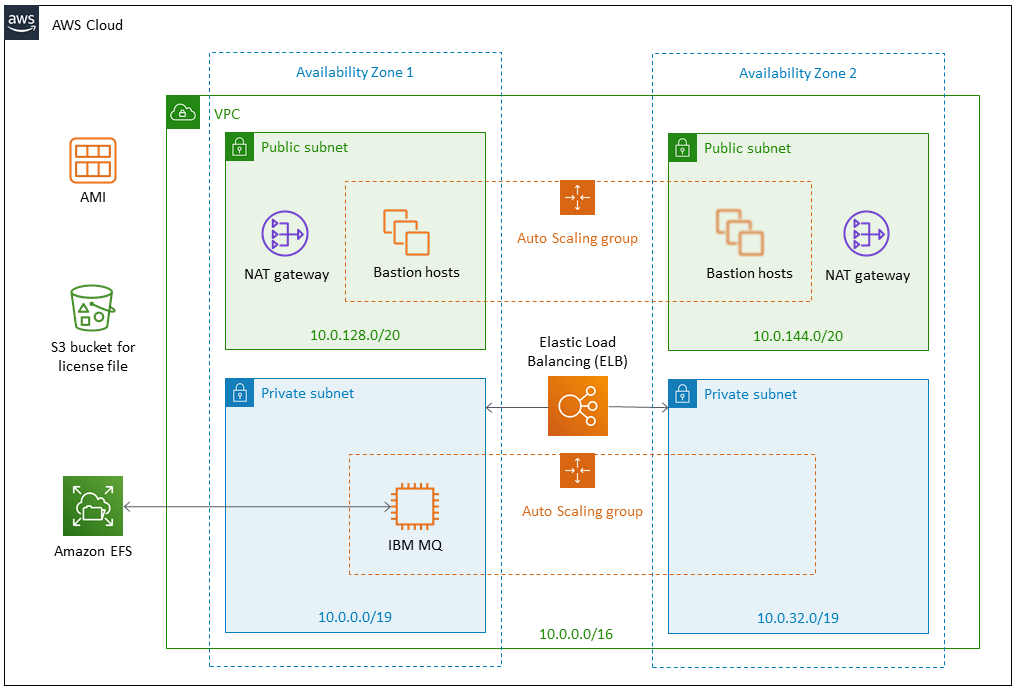 aws
AWS Cloud
Availability Zone 1
Availability Zone 2
VPC
Public subnet
Public subnet
AMI
Auto Scaling group
NAT gateway
Bastion hosts
Bastion hosts
NAT gateway
10.0.128.0/20
10.0.144.0/20
S3 bucket for
license file
Elastic Load
Balancing (ELB)
Private subnet
Private subnet
Auto Scaling group
Amazon EFS
IBM MQ
10.0.0.0/19
10.0.32.0/19
10.0.0.0/16